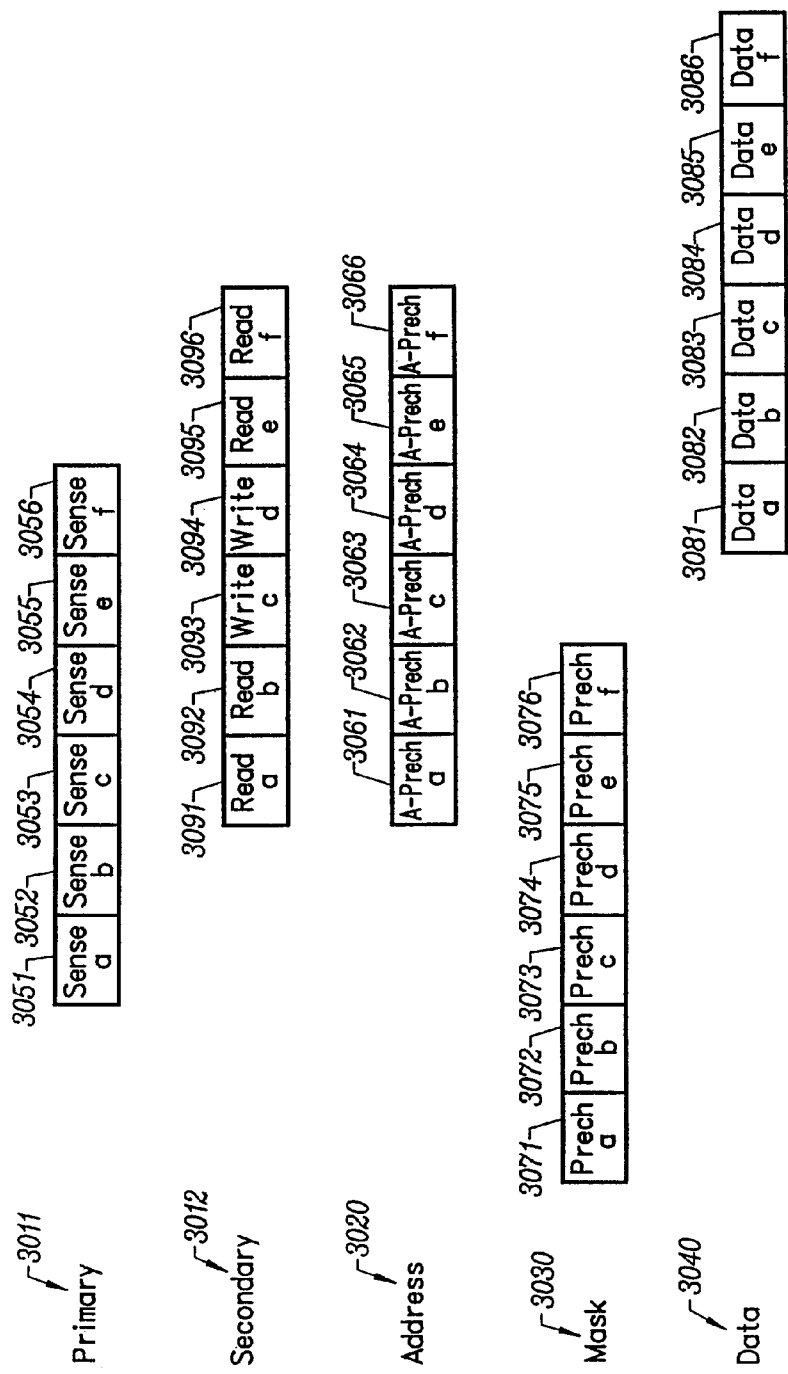 3011
Primary
3051 3052 3053 3054 3055 3056
Sense Sense Sense Sense Sense Sense
a b c d e f
3012
Secondary
3091 3092 3093 3094 3095 3096
Read Read Write Write Read Read
a b c d e f
3020
Address
3061 3062 3063 3064 3065 3066
A-Prech A-Prech A-Prech A-Prech A-Prech A-Prech
a b c d e f
3030
Mask
3071 3072 3073 3074 3075 3076
Prech Prech Prech Prech Prech Prech
a b c d e f
3040
Data
3081 3082 3083 3084 3085 3086
Data Data Data Data Data Data
a b c d e f